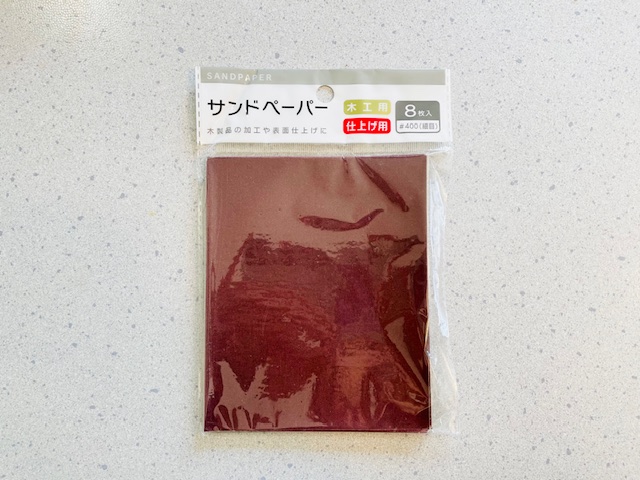 SANDPAPER
サンドペーパー
木製品の加工や表面仕上げに
木工用
仕上げ用
8枚入
#400(細目)